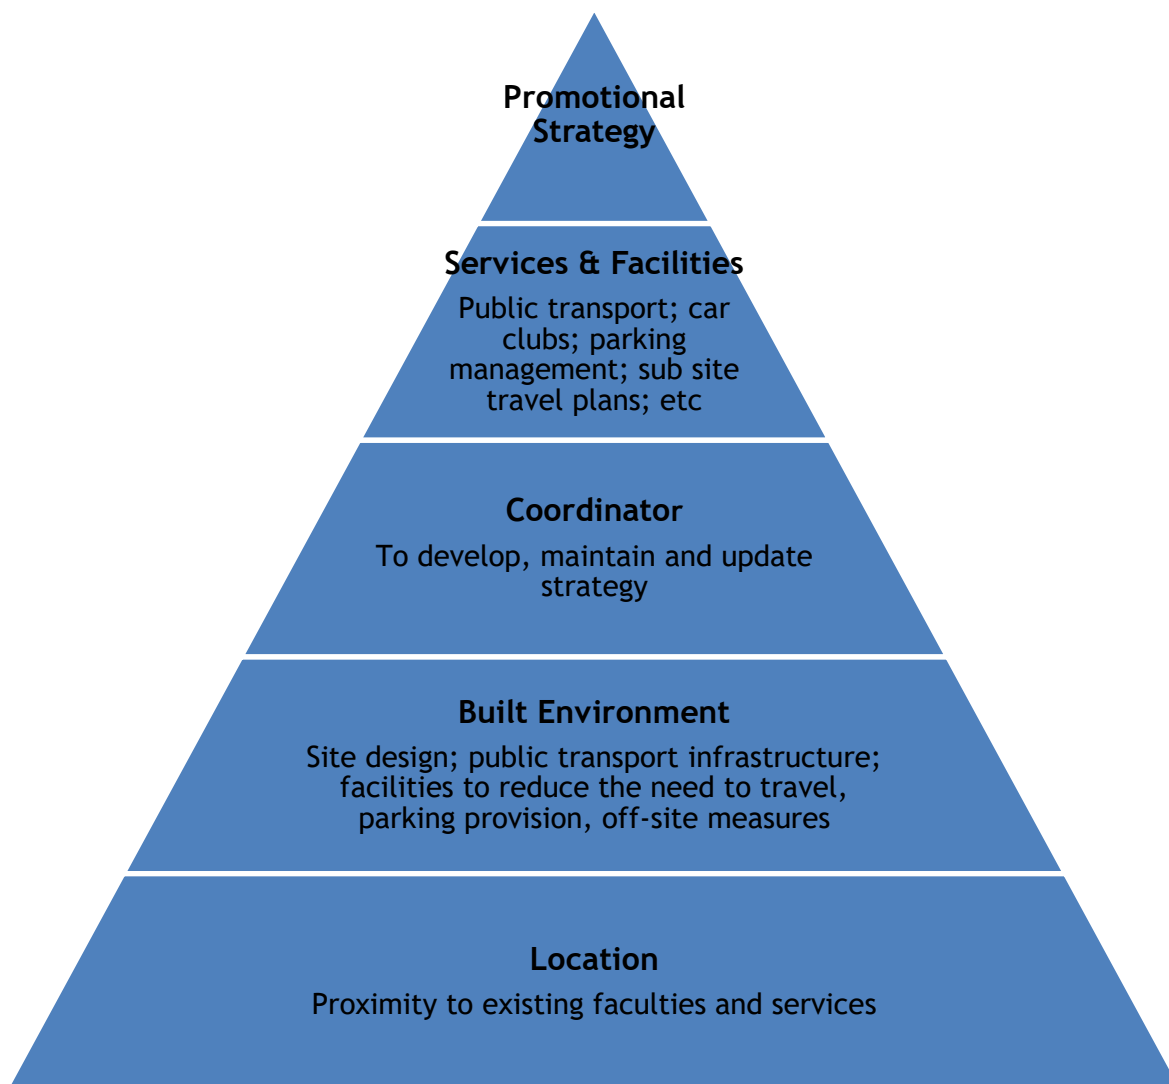 Promotional
Strategy
Services & Facilities
Public transport; car
clubs; parking
management; sub site
travel plans; etc
Coordinator
To develop, maintain and update
strategy
Built Environment
Site design; public transport infrastructure;
facilities to reduce the need to travel,
parking provision, off-site measures
Location
Proximity to existing faculties and services